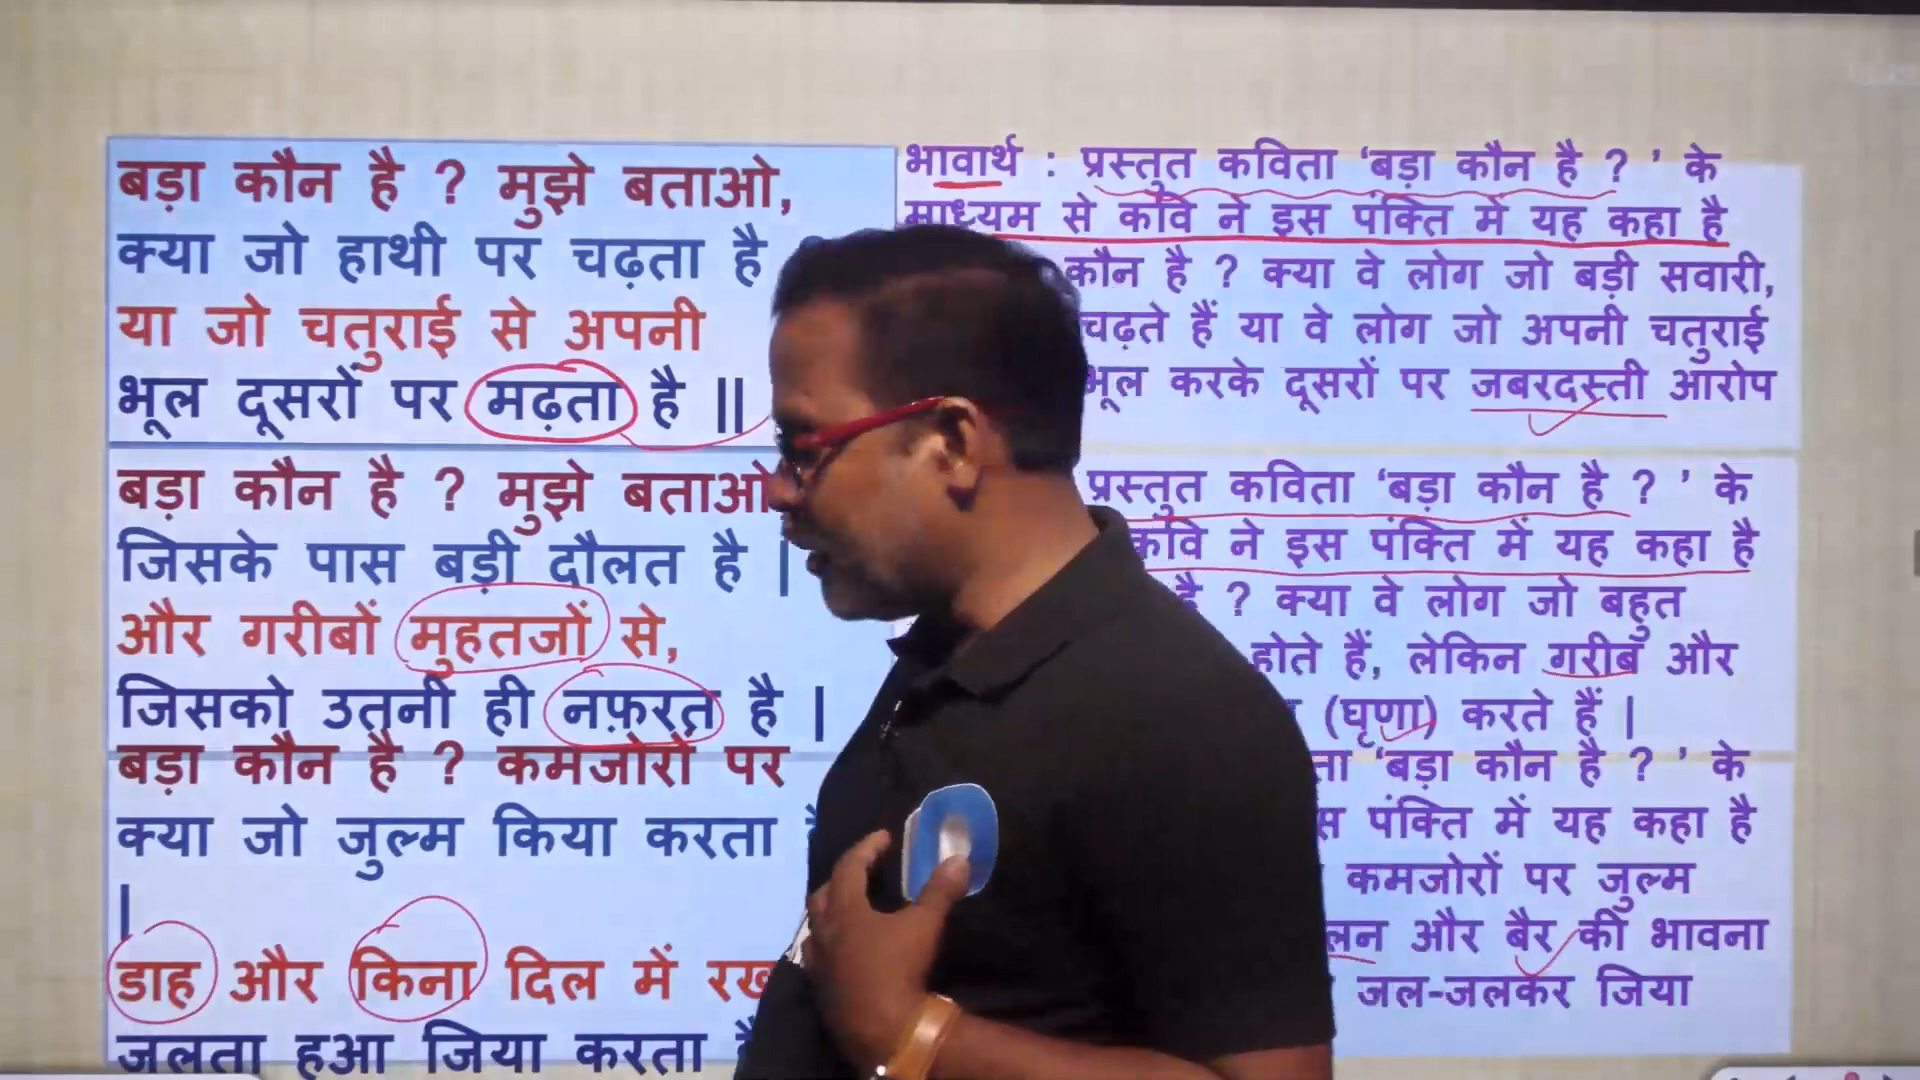 बड़ा कौन है ? मुझे बताओ,
क्या जो हाथी पर चढ़ता है
या जो चतुराई से अपनी
भूल दूसरों पर मढ़ता है ||
बड़ा कौन है ? मुझे बताओ
जिसके पास बड़ी दौलत है |
और गरीबों मुहतजों से,
जिसको उतनी ही नफ़रत है |
बड़ा कौन है ? कमजोरों पर
क्या जो जुल्म किया करता
|
डाह और किना दिल में
जलता हुआ जिया करता
भावार्थ : प्रस्तुत कविता ‘बड़ा कौन है ? ’ के
माध्यम से कवि ने इस पंक्ति में यह कहा है
कौन है ? क्या वे लोग जो बड़ी सवारी,
चढ़ते हैं या वे लोग जो अपनी चतुराई
भूल करके दूसरों पर जबरदस्ती आरोप
प्रस्तुत कविता ‘बड़ा कौन है ? ’ के
कवि ने इस पंक्ति में यह कहा है
है ? क्या वे लोग जो बहुत
होते हैं, लेकिन गरीब और
(घृणा) करते हैं |
‘बड़ा कौन है ? ’ के
पंक्ति में यह कहा है
कमजोरों पर जुल्म
और बैर की भावना
जल-जलकर जिया